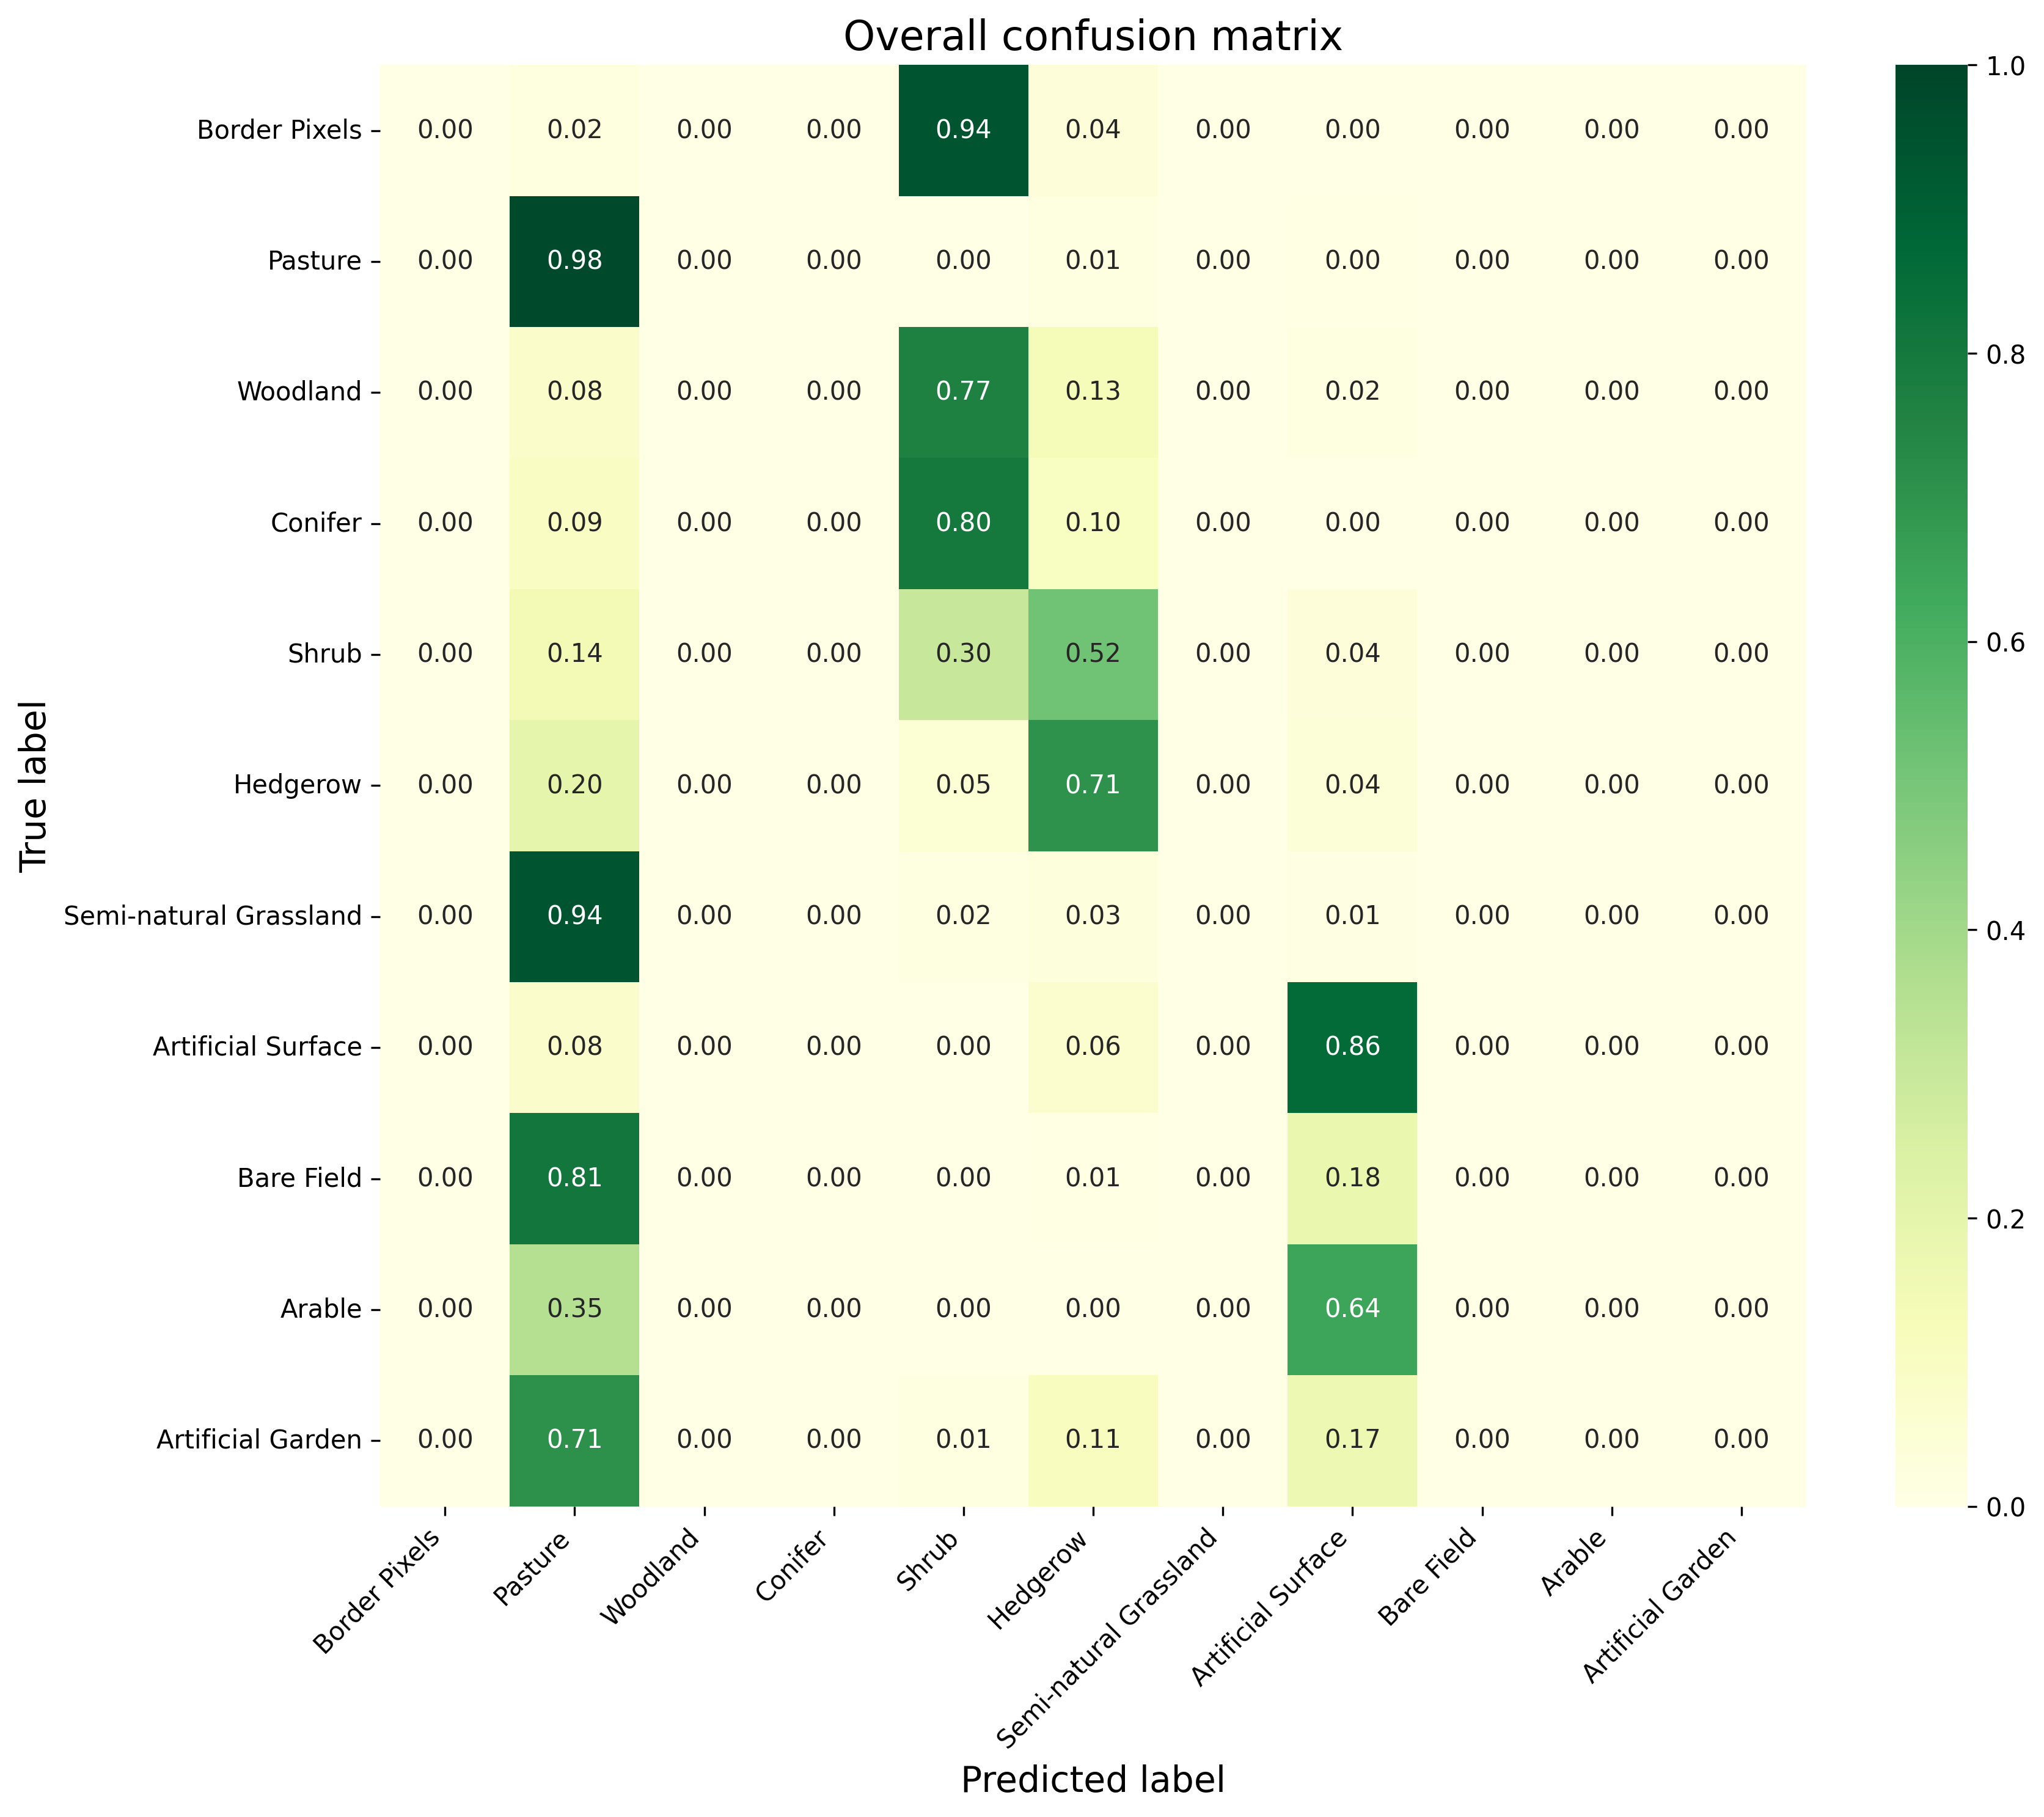 Overall confusion matrix
Border Pixels 0.00 0.02 0.00 0.00 0.94 0.04 0.00 0.00 0.00 0.00 0.00
Pasture 0.00 0.98 0.00 0.00 0.00 0.01 0.00 0.00 0.00 0.00 0.00
Woodland 0.00 0.08 0.00 0.00 0.77 0.13 0.00 0.02 0.00 0.00 0.00
Conifer 0.00 0.09 0.00 0.00 0.80 0.10 0.00 0.00 0.00 0.00 0.00
Shrub 0.00 0.14 0.00 0.00 0.30 0.52 0.00 0.04 0.00 0.00 0.00
Hedgerow 0.00 0.20 0.00 0.00 0.05 0.71 0.00 0.04 0.00 0.00 0.00
Semi-natural Grassland 0.00 0.94 0.00 0.00 0.02 0.03 0.00 0.01 0.00 0.00 0.00
Artificial Surface 0.00 0.08 0.00 0.00 0.00 0.06 0.00 0.86 0.00 0.00 0.00
Bare Field 0.00 0.81 0.00 0.00 0.00 0.01 0.00 0.18 0.00 0.00 0.00
Arable 0.00 0.35 0.00 0.00 0.00 0.00 0.00 0.64 0.00 0.00 0.00
Artificial Garden 0.00 0.71 0.00 0.00 0.01 0.11 0.00 0.17 0.00 0.00 0.00
True label
Border Pixels
Pasture
Woodland
Conifer
Shrub
Hedgerow
Semi-natural Grassland
Artificial Surface
Bare Field
Arable
Artificial Garden
Predicted label
1.0
0.8
0.6
0.4
0.2
0.0